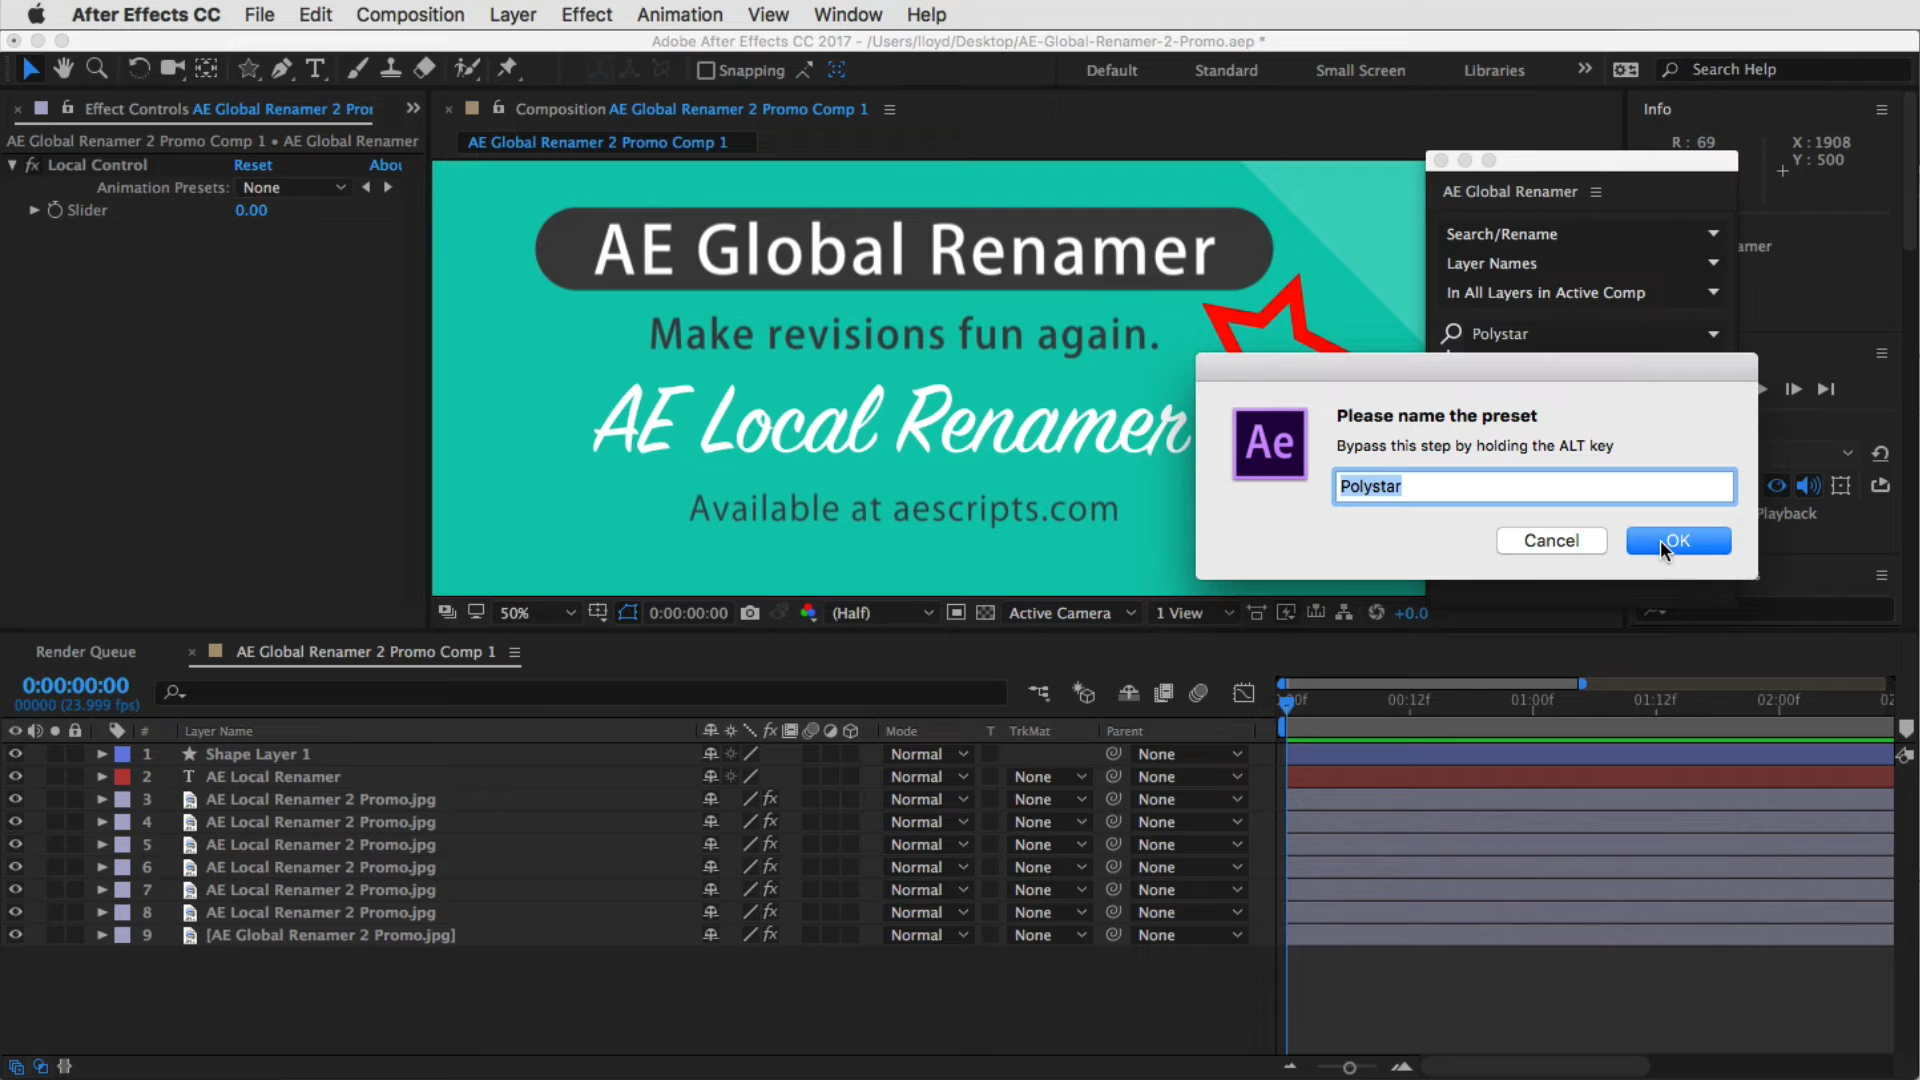 After Effects CC File Edit Composition Layer Effect Animation View Window Help
Adobe After Effects CC 2017 - /Users/lloyd/Desktop/AE-Global-Renamer-2-Promo.aep *
Snapping Default Standard Small Screen Libraries Search Help
Effect Controls AE Global Renamer 2 Pro
Composition AE Global Renamer 2 Promo Comp 1
Info
AE Global Renamer 2 Promo Comp 1 • AE Global Renamer
AE Global Renamer 2 Promo Comp 1
R : 69 X : 1908
Y : 500
fx Local Control Reset Abou
Animation Presets: None
Slider 0.00
AE Global Renamer
Make revisions fun again.
AE Local Renamer
Available at aescripts.com
AE Global Renamer
Search/Rename
Layer Names
In All Layers in Active Comp
Polystar
amer
Ae
Please name the preset
Bypass this step by holding the ALT key
Polystar
Cancel OK
Playback
50% 0:00:00:00 (Half) Active Camera 1 View +0.0
Render Queue AE Global Renamer 2 Promo Comp 1
0:00:00:00
00000 (23.999 fps)
00f 00:12f 01:00f 01:12f 02:00f 02
# Layer Name fx Mode T TrkMat Parent
1 Shape Layer 1 Normal None
2 T AE Local Renamer Normal None None
3 AE Local Renamer 2 Promo.jpg fx Normal None None
4 AE Local Renamer 2 Promo.jpg fx Normal None None
5 AE Local Renamer 2 Promo.jpg fx Normal None None
6 AE Local Renamer 2 Promo.jpg fx Normal None None
7 AE Local Renamer 2 Promo.jpg fx Normal None None
8 AE Local Renamer 2 Promo.jpg fx Normal None None
9 [AE Global Renamer 2 Promo.jpg] fx Normal None None